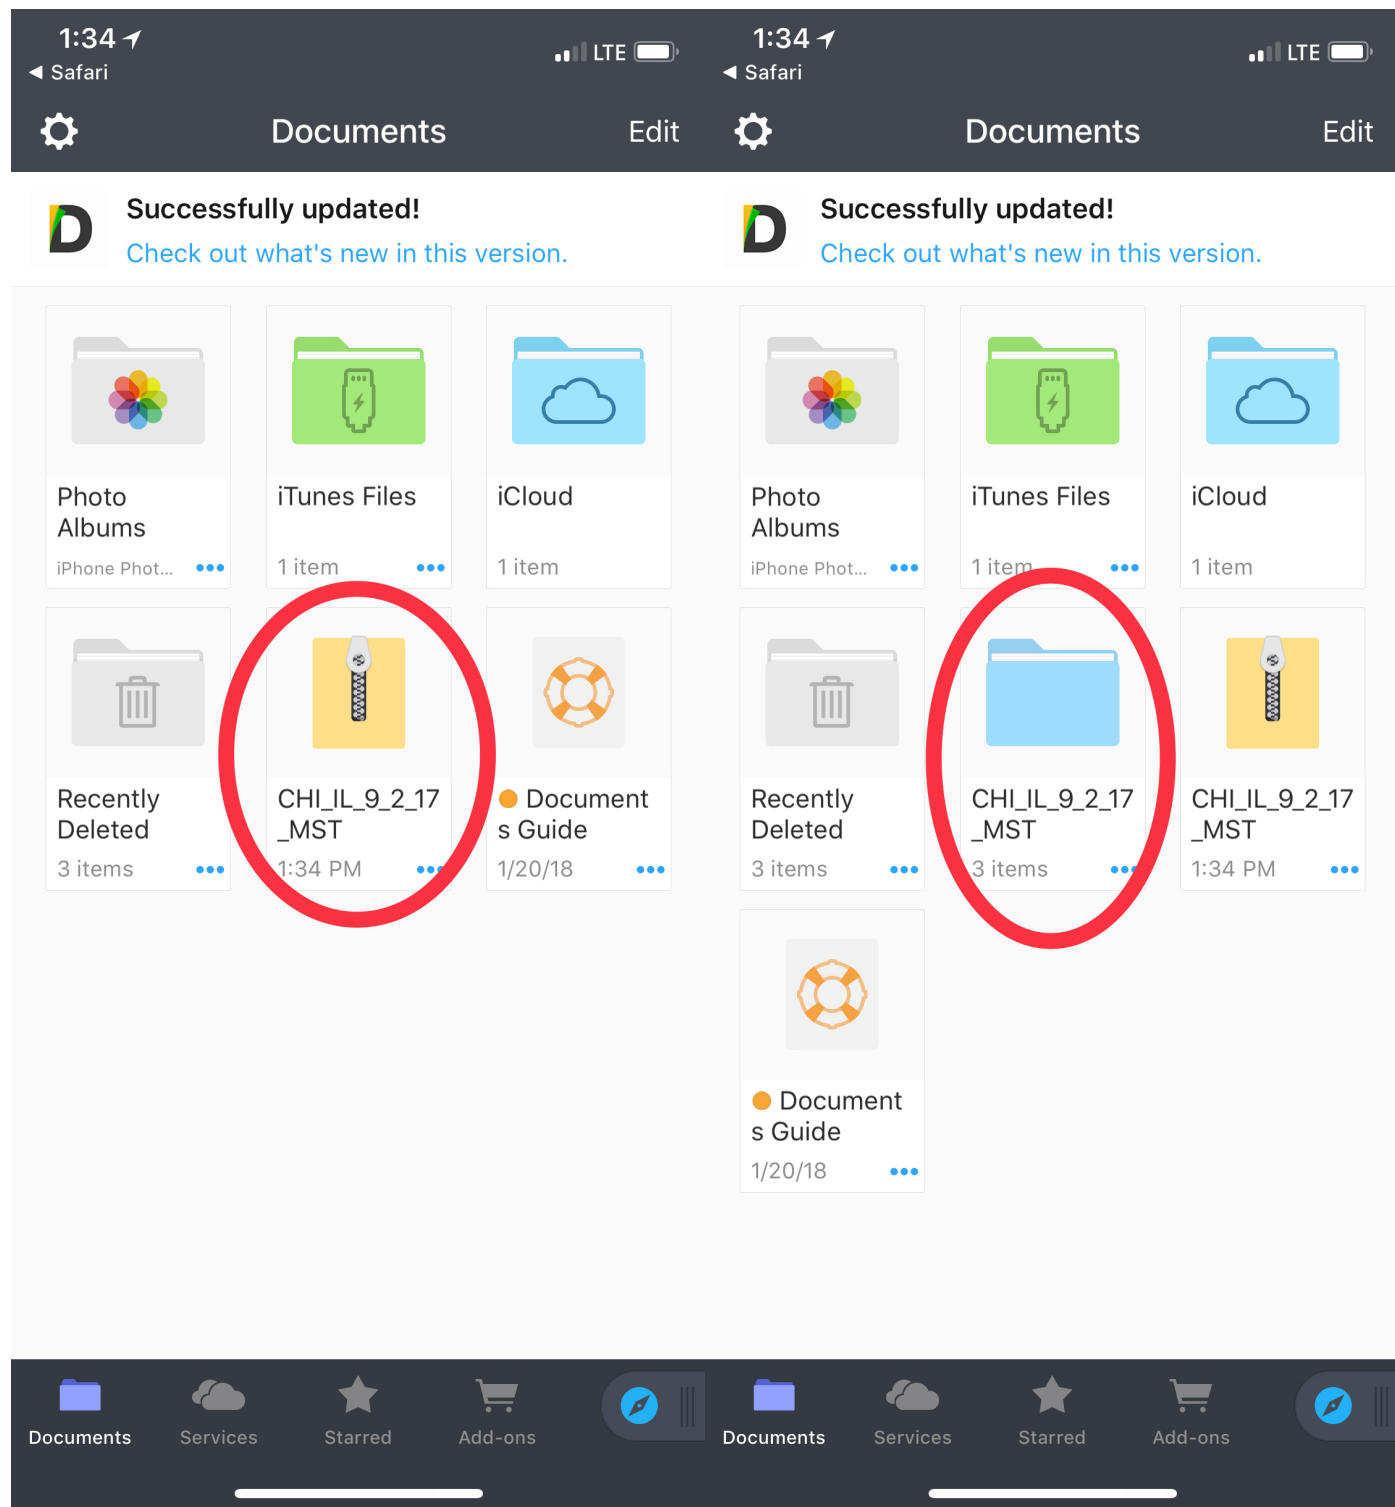 1:34
LTE
Safari
Documents
Edit
D
Successfully updated!
Check out what's new in this version.
Photo
Albums
iPhone Phot...
iTunes Files
1 item
iCloud
1 item
Recently
Deleted
3 items
CHI_IL_9_2_17
_MST
1:34 PM
Document
s Guide
1/20/18
Documents
Services
Starred
Add-ons
1:34
LTE
Safari
Documents
Edit
D
Successfully updated!
Check out what's new in this version.
Photo
Albums
iPhone Phot...
iTunes Files
1 item
iCloud
1 item
Recently
Deleted
3 items
CHI_IL_9_2_17
_MST
3 items
CHI_IL_9_2_17
_MST
1:34 PM
Document
s Guide
1/20/18
Documents
Services
Starred
Add-ons